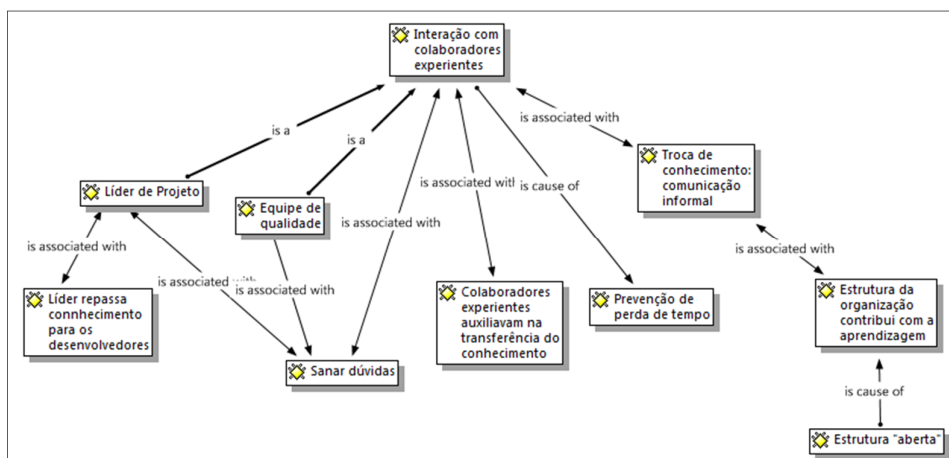 Interação com
colaboradores
experientes
is associated with
is a
is a
Troca de
conhecimento:
comunicação
informal
is associated with
is cause of
Líder de Projeto
Equipe de
qualidade
is associated with
is associated with
is associated with
is associated with
is associated with
Líder repassa
connhecimento
para os
desenvolvedores
Colaboradores
experientes
auxiliavam na
transferência do
conhecimento
Prevenção de
perda de tempo
Estrutura da
organização
contribui com a
aprendizagem
Sanar dúvidas
is cause of
Estrutura "aberta"